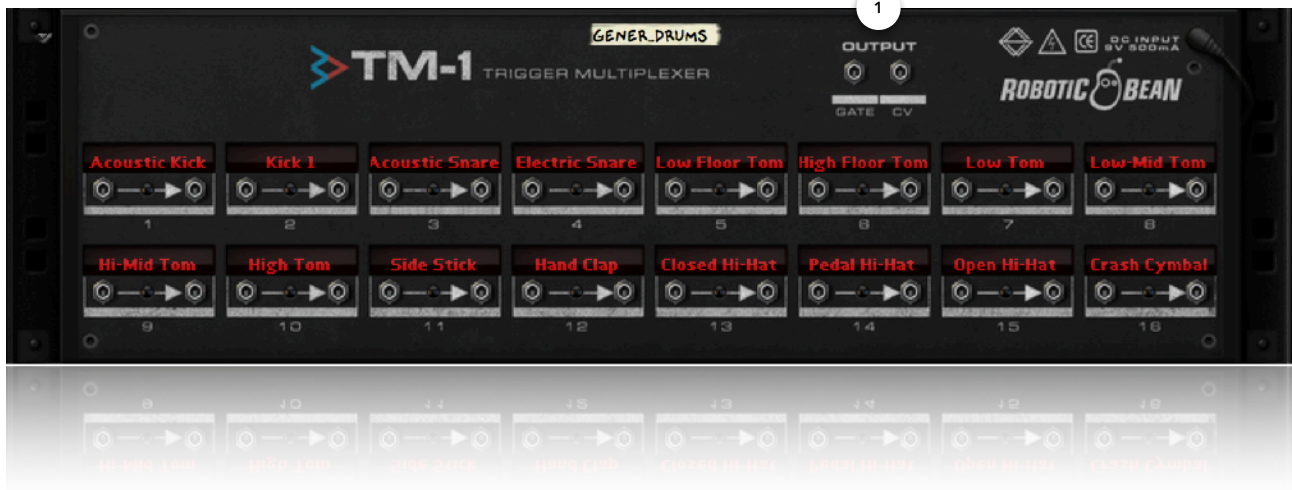 1
GENER_DRUMS
TM-1 TRIGGER MULTIPLEXER
OUTPUT
GATE CV
CE
DC INPUT
9V 500mA
ROBOTIC BEAN
Acoustic Kick Kick 1 Acoustic Snare Electric Snare Low Floor Tom High Floor Tom Low Tom Low-Mid Tom
1 2 3 4 5 6 7 8
Hi-Mid Tom High Tom Side Stick Hand Clap Closed Hi-Hat Pedal Hi-Hat Open Hi-Hat Crash Cymbal
9 10 11 12 13 14 15 16